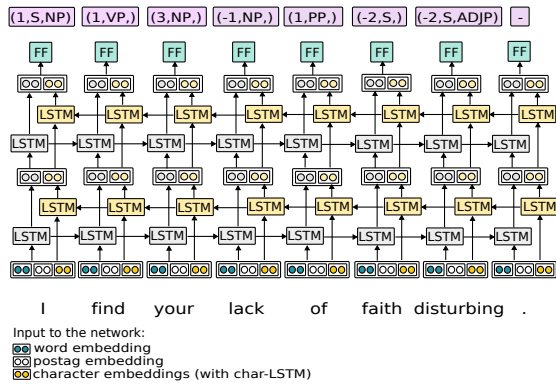 (1,S,NP) (1,VP,) (3,NP,) (-1,NP,) (1,PP,) (-2,S,) (-2,S,ADJP) -
FF FF FF FF FF FF FF FF
LSTM LSTM LSTM LSTM LSTM LSTM LSTM LSTM
LSTM LSTM LSTM LSTM LSTM LSTM LSTM LSTM
LSTM LSTM LSTM LSTM LSTM LSTM LSTM LSTM
LSTM LSTM LSTM LSTM LSTM LSTM LSTM LSTM
I find your lack of faith disturbing .
Input to the network:
word embedding
postag embedding
character embeddings (with char-LSTM)